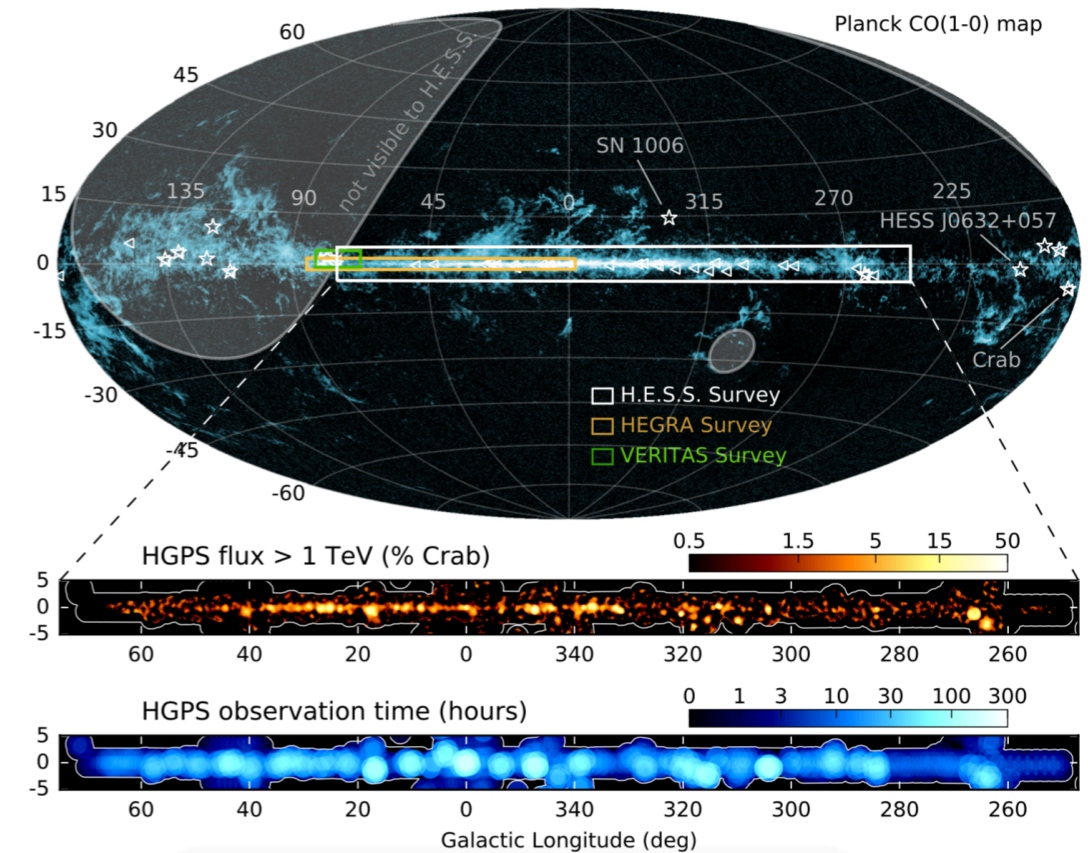 Planck CO(1-0) map
60
45
30
15
0
-15
-30
-45
-60
not visible to H.E.S.S.
135 90 45 0 315 270 225
SN 1006
HESS J0632+057
Crab
H.E.S.S. Survey
HEGRA Survey
VERITAS Survey
HGPS flux > 1 TeV (% Crab)
0.5 1.5 5 15 50
5
0
-5
60 40 20 0 340 320 300 280 260
HGPS observation time (hours)
0 1 3 10 30 100 300
5
0
-5
60 40 20 0 340 320 300 280 260
Galactic Longitude (deg)